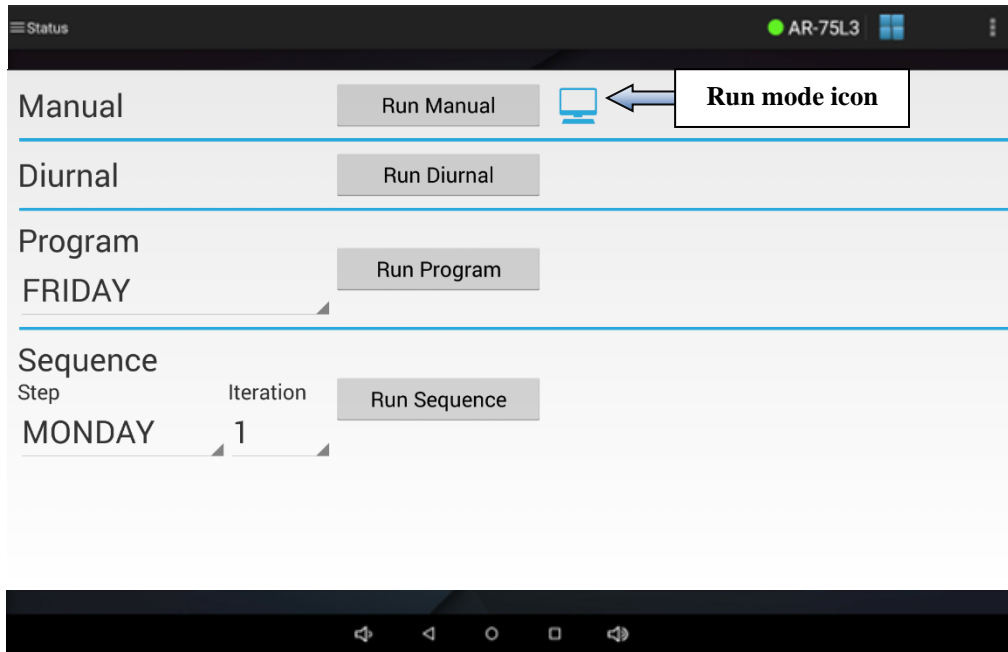 Status
AR-75L3
Manual
Run Manual
Run mode icon
Diurnal
Run Diurnal
Program
FRIDAY
Run Program
Sequence
Step Iteration
MONDAY 1
Run Sequence